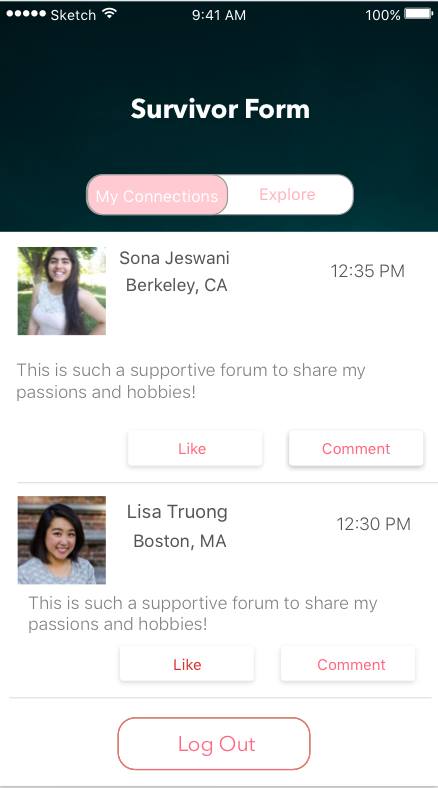 Sketch 9:41 AM 100%
Survivor Form
My Connections Explore
Sona Jeswani
Berkeley, CA
12:35 PM
This is such a supportive forum to share my
passions and hobbies!
Like Comment
Lisa Truong
Boston, MA
12:30 PM
This is such a supportive forum to share my
passions and hobbies!
Like Comment
Log Out